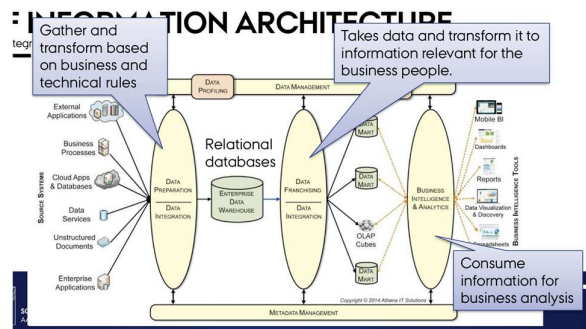 INFORMATION ARCHITECTURE
Gather and
transform based
on business and
technical rules
Takes data and transform it to
information relevant for the
business people.
DATA
PROFILING
DATA MANAGEMENT
External
Applications
Business
Processes
Cloud Apps
& Databases
Data
Services
Unstructured
Documents
Enterprise
Applications
SOURCE SYSTEMS
DATA
PREPARATION
DATA
INTEGRATION
Relational
databases
ENTERPRISE
DATA
WAREHOUSE
DATA
FRANCHISING
DATA
INTEGRATION
DATA
MART
DATA
MART
OLAP
Cubes
DATA
MART
BUSINESS
INTELLIGENCE
& ANALYTICS
Mobile BI
Dashboards
Reports
Data Visualization
& Discovery
Spreadsheets
BUSINESS INTELLIGENCE TOOLS
Consume
information for
business analysis
Copyright © 2014 Athena IT Solutions
METADATA MANAGEMENT